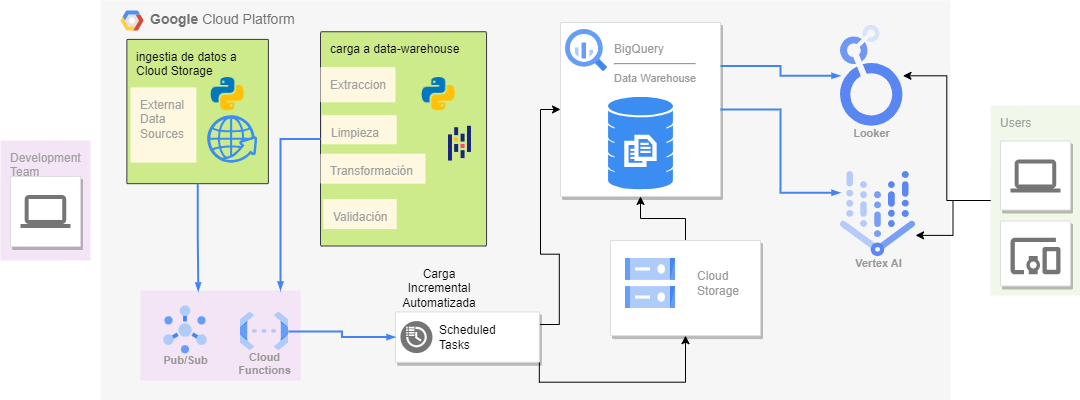 Google Cloud Platform
Development
Team
ingestia de datos a
Cloud Storage
External
Data
Sources
carga a data-warehouse
Extraccion
Limpieza
Transformación
Validación
Pub/Sub
Cloud
Functions
Carga
Incremental
Automatizada
Scheduled
Tasks
BigQuery
Data Warehouse
Cloud
Storage
Looker
Vertex AI
Users